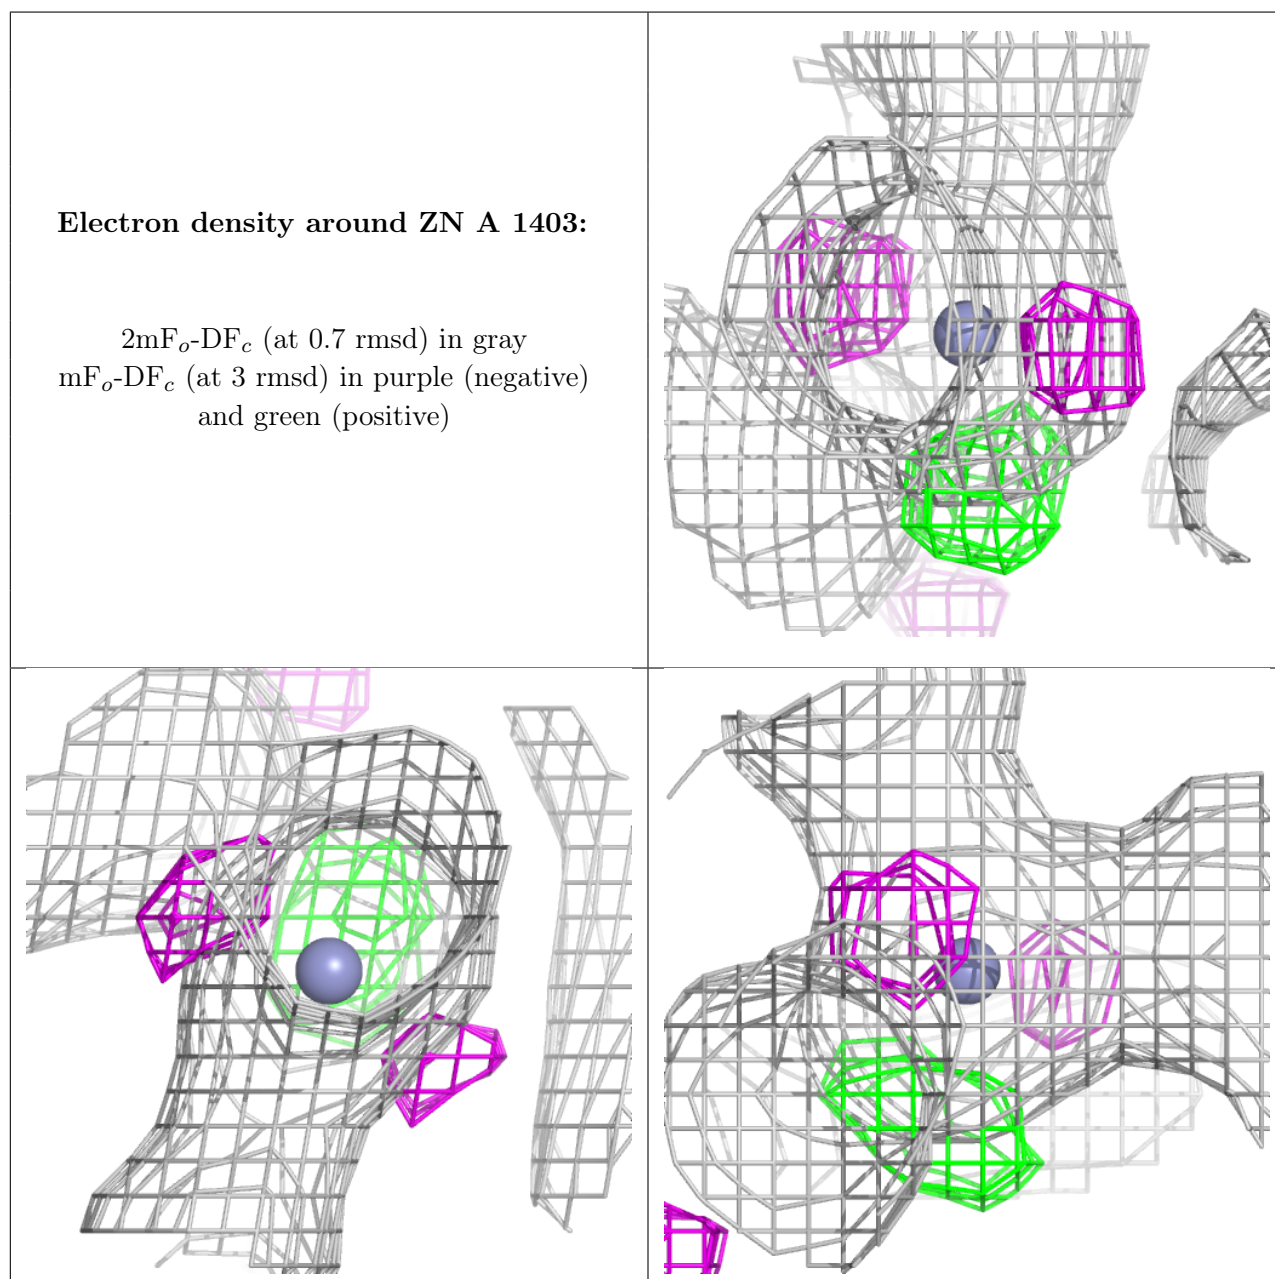 Electron density around ZN A 1403:
2mFo-DFc (at 0.7 rmsd) in gray
mFo-DFc (at 3 rmsd) in purple (negative)
and green (positive)